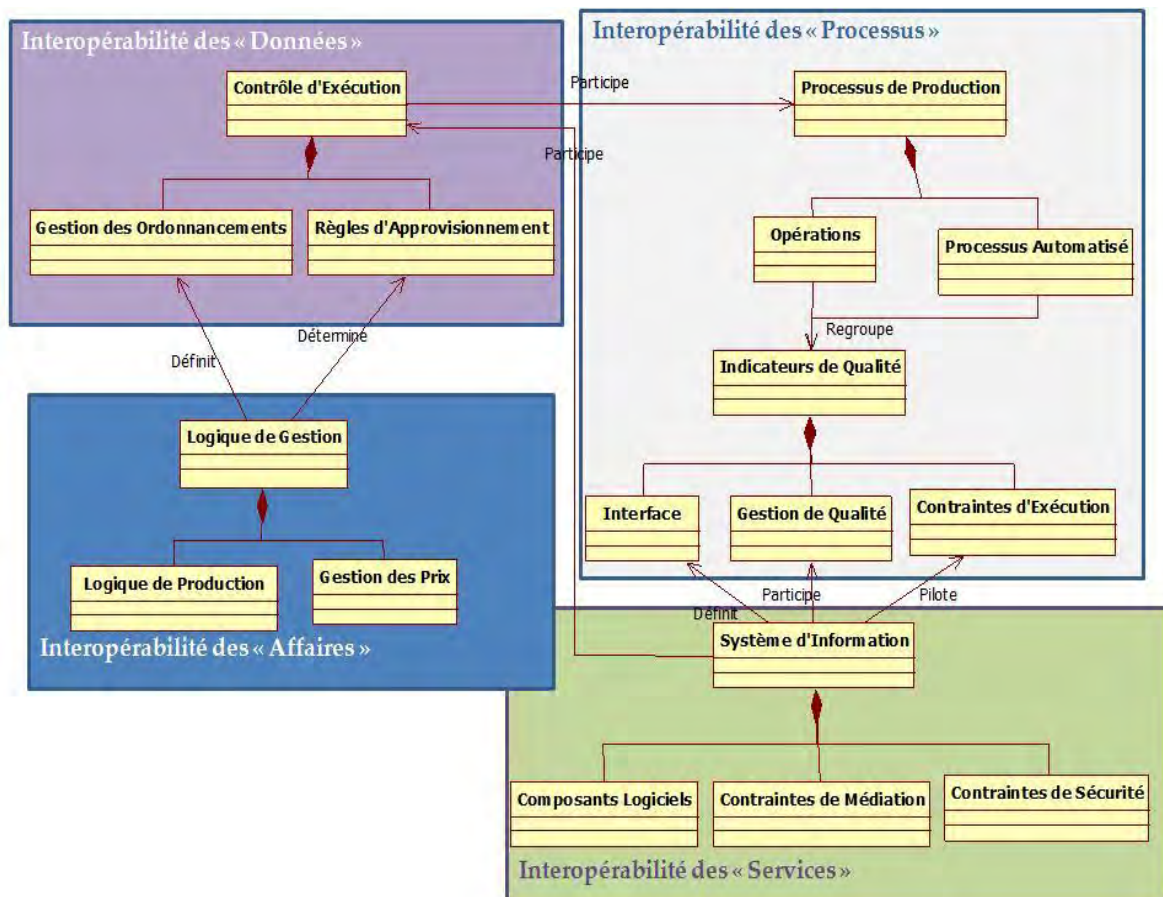 Interopérabilité des « Données »
Contrôle d'Exécution
Gestion des Ordonnancements
Règles d'Approvisionnement
Participe
Participe
Interopérabilité des « Processus »
Processus de Production
Opérations
Processus Automatisé
Regroupe
Indicateurs de Qualité
Interface
Gestion de Qualité
Contraintes d'Exécution
Définit
Détermine
Logique de Gestion
Logique de Production
Gestion des Prix
Interopérabilité des « Affaires »
Définit
Participe
Pilote
Système d'Information
Composants Logiciels
Contraintes de Médiation
Contraintes de Sécurité
Interopérabilité des « Services »